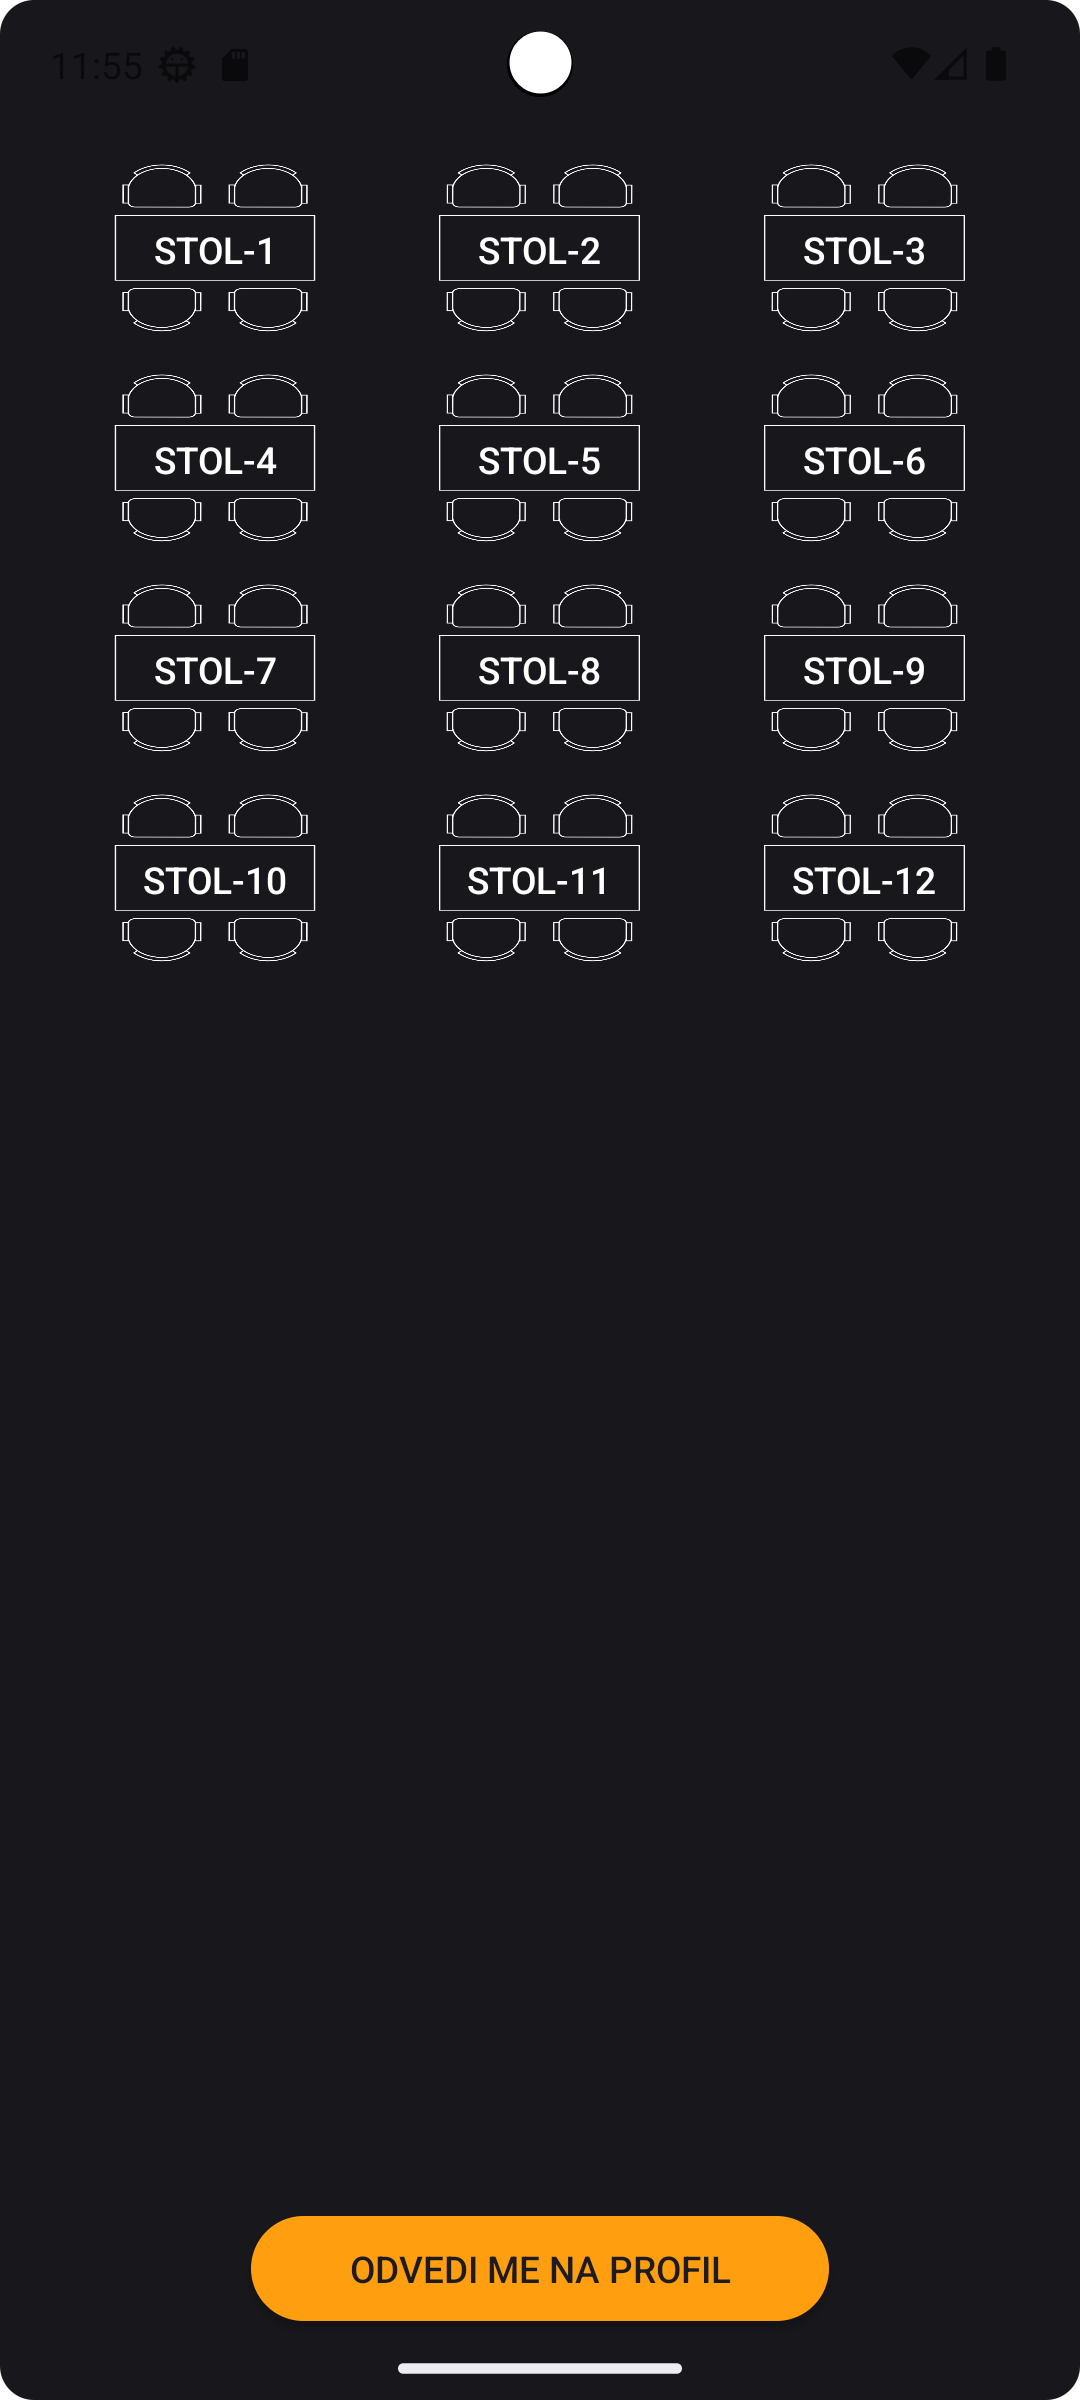 11:55
STOL-1 STOL-2 STOL-3
STOL-4 STOL-5 STOL-6
STOL-7 STOL-8 STOL-9
STOL-10 STOL-11 STOL-12
ODVEDI ME NA PROFIL